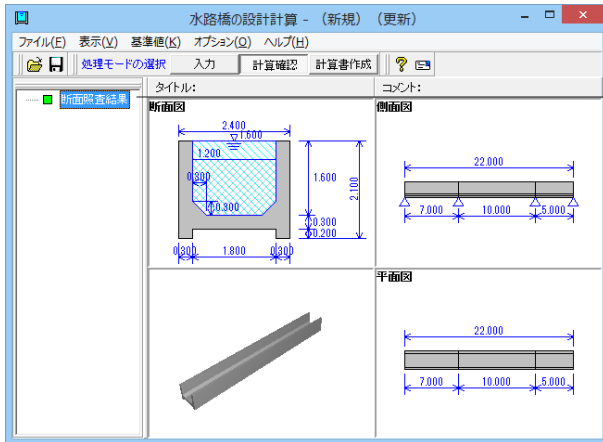 水路橋の設計計算 - （新規） （更新）
ファイル(F) 表示(V) 基準値(K) オプション(O) ヘルプ(H)
処理モードの選択 入力 計算確認 計算書作成
タイトル: コメント:
断面照査結果
断面図
2.400
1.600
1.200
0.300
0.300
1.600
2.100
0.300
0.200
0.300 1.800 0.300
側面図
22.000
7.000 10.000 5.000
平面図
22.000
7.000 10.000 5.000